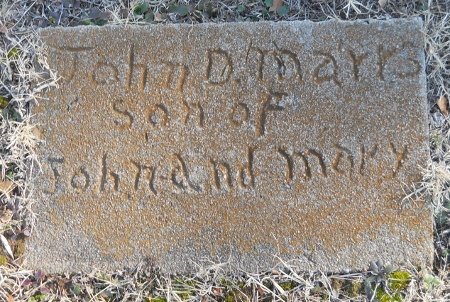 John D. Marrs
son of
John and mary